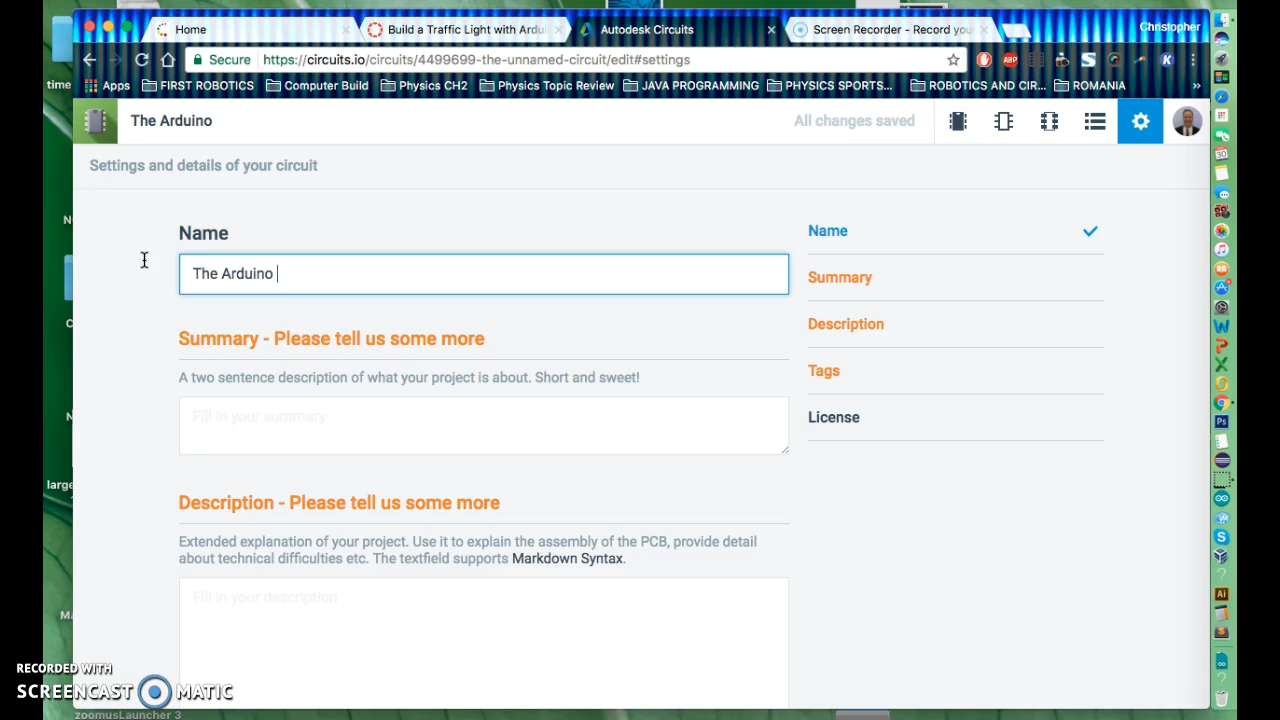 Home
Build a Traffic Light with Ardui
Autodesk Circuits
Screen Recorder - Record you
Christopher
Secure
https://circuits.io/circuits/4499699-the-unnamed-circuit/edit#settings
time
Apps
FIRST ROBOTICS
Computer Build
Physics CH2
Physics Topic Review
JAVA PROGRAMMING
PHYSICS SPORTS...
ROBOTICS AND CIR...
ROMANIA
»
The Arduino
All changes saved
Settings and details of your circuit
Name
The Arduino
Summary - Please tell us some more
A two sentence description of what your project is about. Short and sweet!
Fill in your summary
Description - Please tell us some more
Extended explanation of your project. Use it to explain the assembly of the PCB, provide detail
about technical difficulties etc. The textfield supports Markdown Syntax.
Fill in your description
Name
Summary
Description
Tags
License
large
Ma
RECORDED WITH
SCREENCAST MATIC
zoomusLauncher 3